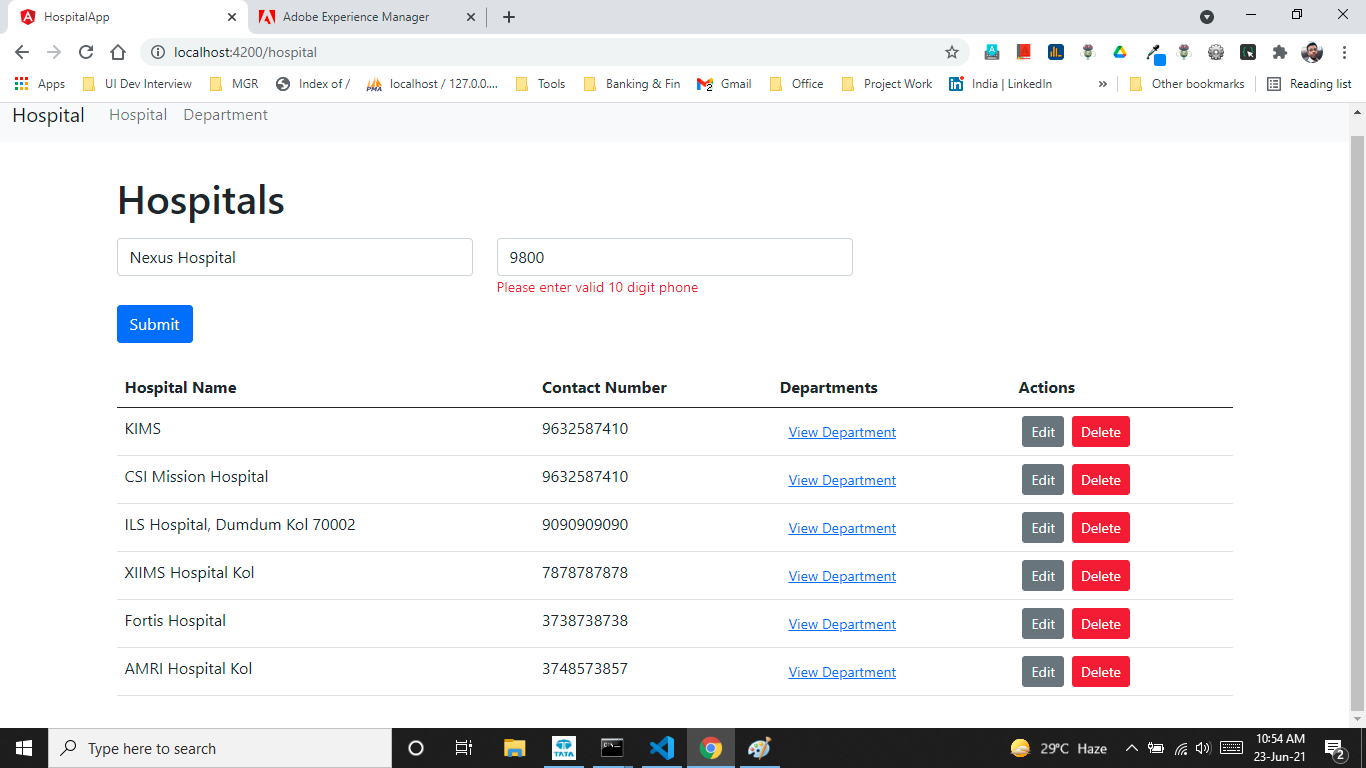 HospitalApp
Adobe Experience Manager
localhost:4200/hospital
Apps UI Dev Interview MGR Index of / localhost / 127.0.0.... Tools Banking & Fin Gmail Office Project Work India | LinkedIn » Other bookmarks Reading list
Hospital Hospital Department
Hospitals
Nexus Hospital 9800
Please enter valid 10 digit phone
Submit
Hospital Name Contact Number Departments Actions
KIMS 9632587410 View Department Edit Delete
CSI Mission Hospital 9632587410 View Department Edit Delete
ILS Hospital, Dumdum Kol 70002 9090909090 View Department Edit Delete
XIIMS Hospital Kol 7878787878 View Department Edit Delete
Fortis Hospital 3738738738 View Department Edit Delete
AMRI Hospital Kol 3748573857 View Department Edit Delete
Type here to search TATA 29°C Haze 10:54 AM
23-Jun-21 2